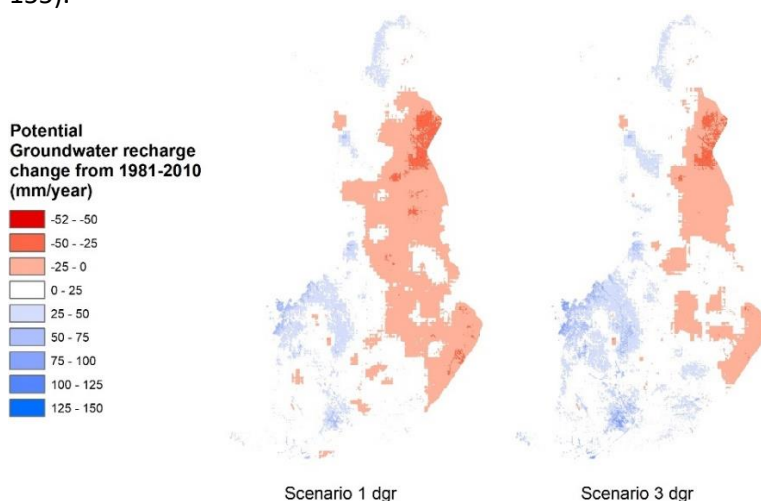 155).
Potential
Groundwater recharge
change from 1981-2010
(mm/year)
-52 - -50
-50 - -25
-25 - 0
0 - 25
25 - 50
50 - 75
75 - 100
100 - 125
125 - 150
Scenario 1 dgr
Scenario 3 dgr